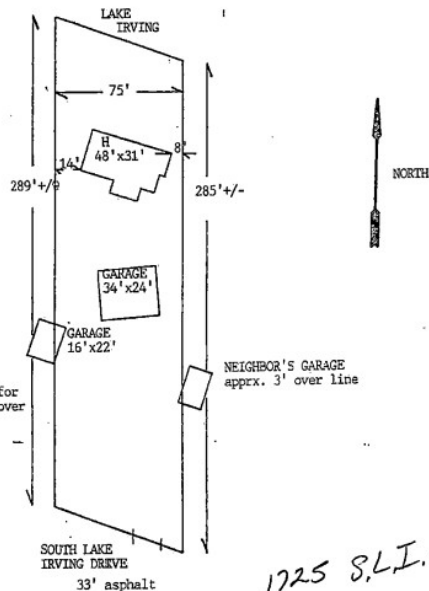 LAKE
IRVING
75'
H
48'x31'
8'
14'
289'+/-
285'+/-
NORTH
GARAGE
34'x24'
GARAGE
16'x22'
NEIGHBOR'S GARAGE
apprx. 3' over line
for
over
SOUTH LAKE
IRVING DRIVE
33' asphalt
1725 S.L.I.